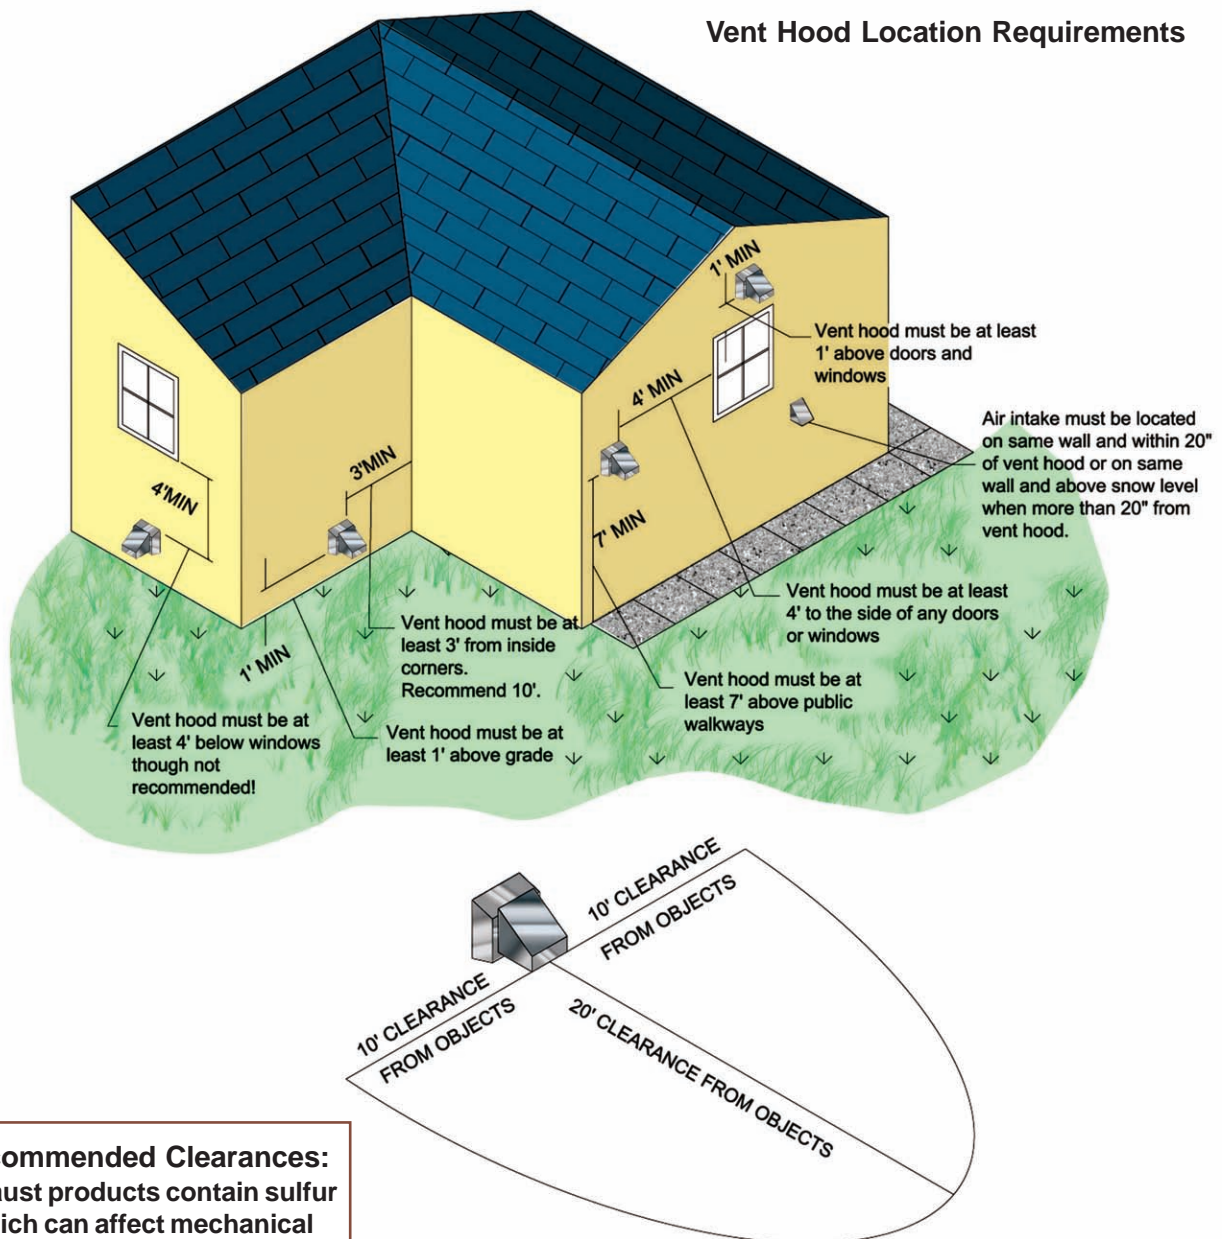 Vent Hood Location Requirements
1' MIN
Vent hood must be at least
1' above doors and
windows
4' MIN
Air intake must be located
on same wall and within 20"
of vent hood or on same
wall and above snow level
when more than 20" from
vent hood.
3'MIN
4'MIN
7' MIN
Vent hood must be at least
4' to the side of any doors
or windows
Vent hood must be at
least 3' from inside
corners.
Recommend 10'.
1' MIN
Vent hood must be at
least 7' above public
walkways
Vent hood must be at
least 4' below windows
though not
recommended!
Vent hood must be at
least 1' above grade
10' CLEARANCE
FROM OBJECTS
10' CLEARANCE
FROM OBJECTS
20' CLEARANCE FROM OBJECTS
commended Clearances:
aust products contain sulfur
ich can affect mechanical